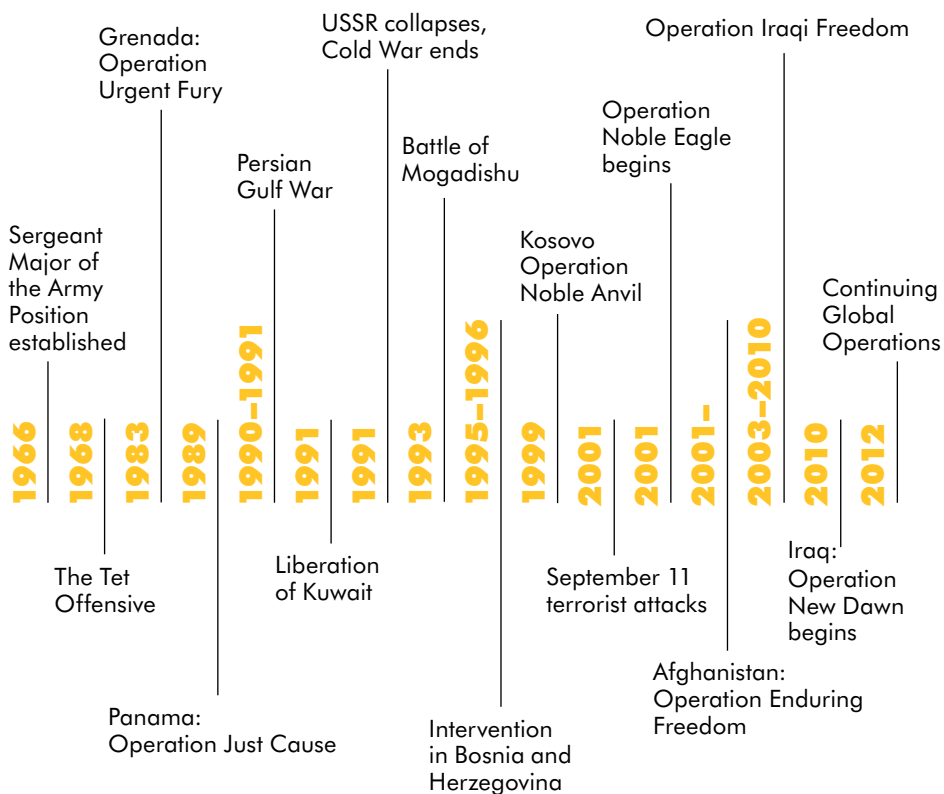 USSR collapses,
Cold War ends
Operation Iraqi Freedom
Grenada:
Operation
Urgent Fury
Operation
Noble Eagle
begins
Battle of
Mogadishu
Persian
Gulf War
Sergeant
Major of
the Army
Position
established
Kosovo
Operation
Noble Anvil
Continuing
Global
Operations
1966
1968
1983
1989
1990–1991
1991
1991
1993
1995–1996
1999
2001
2001
2001–
2003–2010
2010
2012
The Tet
Offensive
Liberation
of Kuwait
September 11
terrorist attacks
Iraq:
Operation
New Dawn
begins
Panama:
Operation Just Cause
Intervention
in Bosnia and
Herzegovina
Afghanistan:
Operation Enduring
Freedom